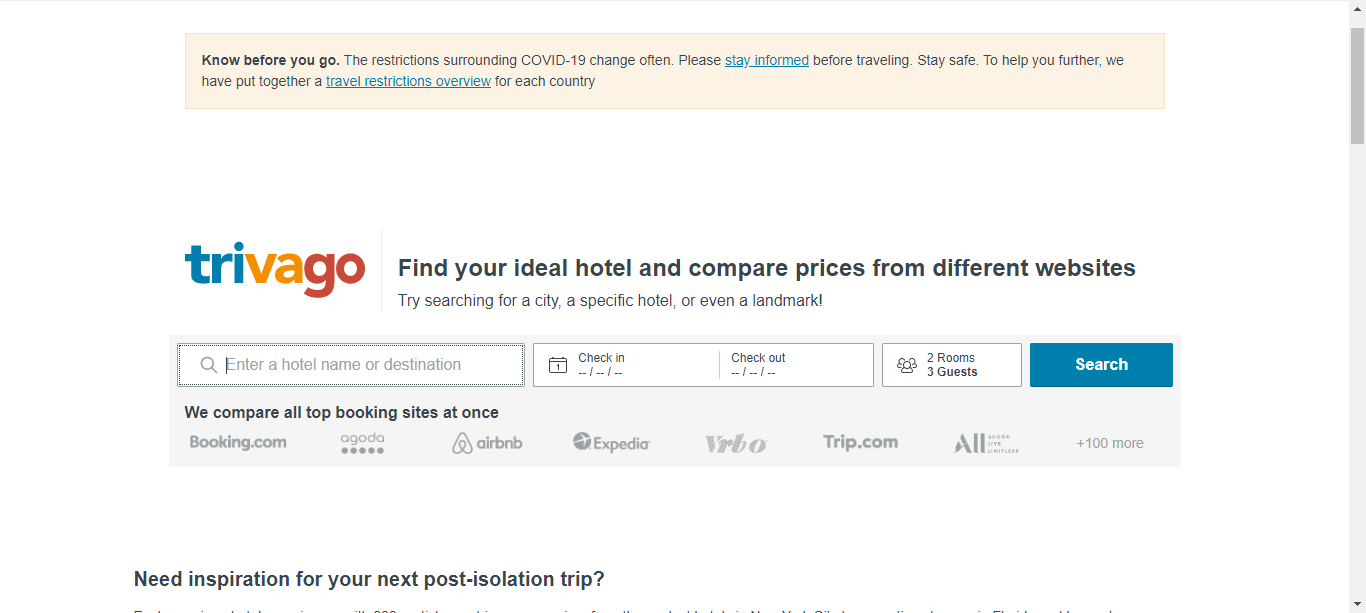 Know before you go. The restrictions surrounding COVID-19 change often. Please stay informed before traveling. Stay safe. To help you further, we
have put together a travel restrictions overview for each country
trivago
Find your ideal hotel and compare prices from different websites
Try searching for a city, a specific hotel, or even a landmark!
Enter a hotel name or destination
1
Check in
-- / -- / --
Check out
-- / -- / --
2 Rooms
3 Guests
Search
We compare all top booking sites at once
Booking.com
agoda
airbnb
Expedia
Vrbo
Trip.com
All
ACCOR
LIVE
LIMITLESS
+100 more
Need inspiration for your next post-isolation trip?